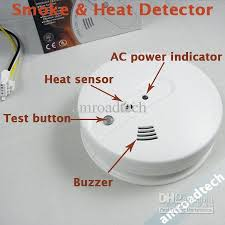 Smoke & Heat Detector
AC power indicator
Heat sensor
amroadtech
Test button
Buzzer
amroadtech